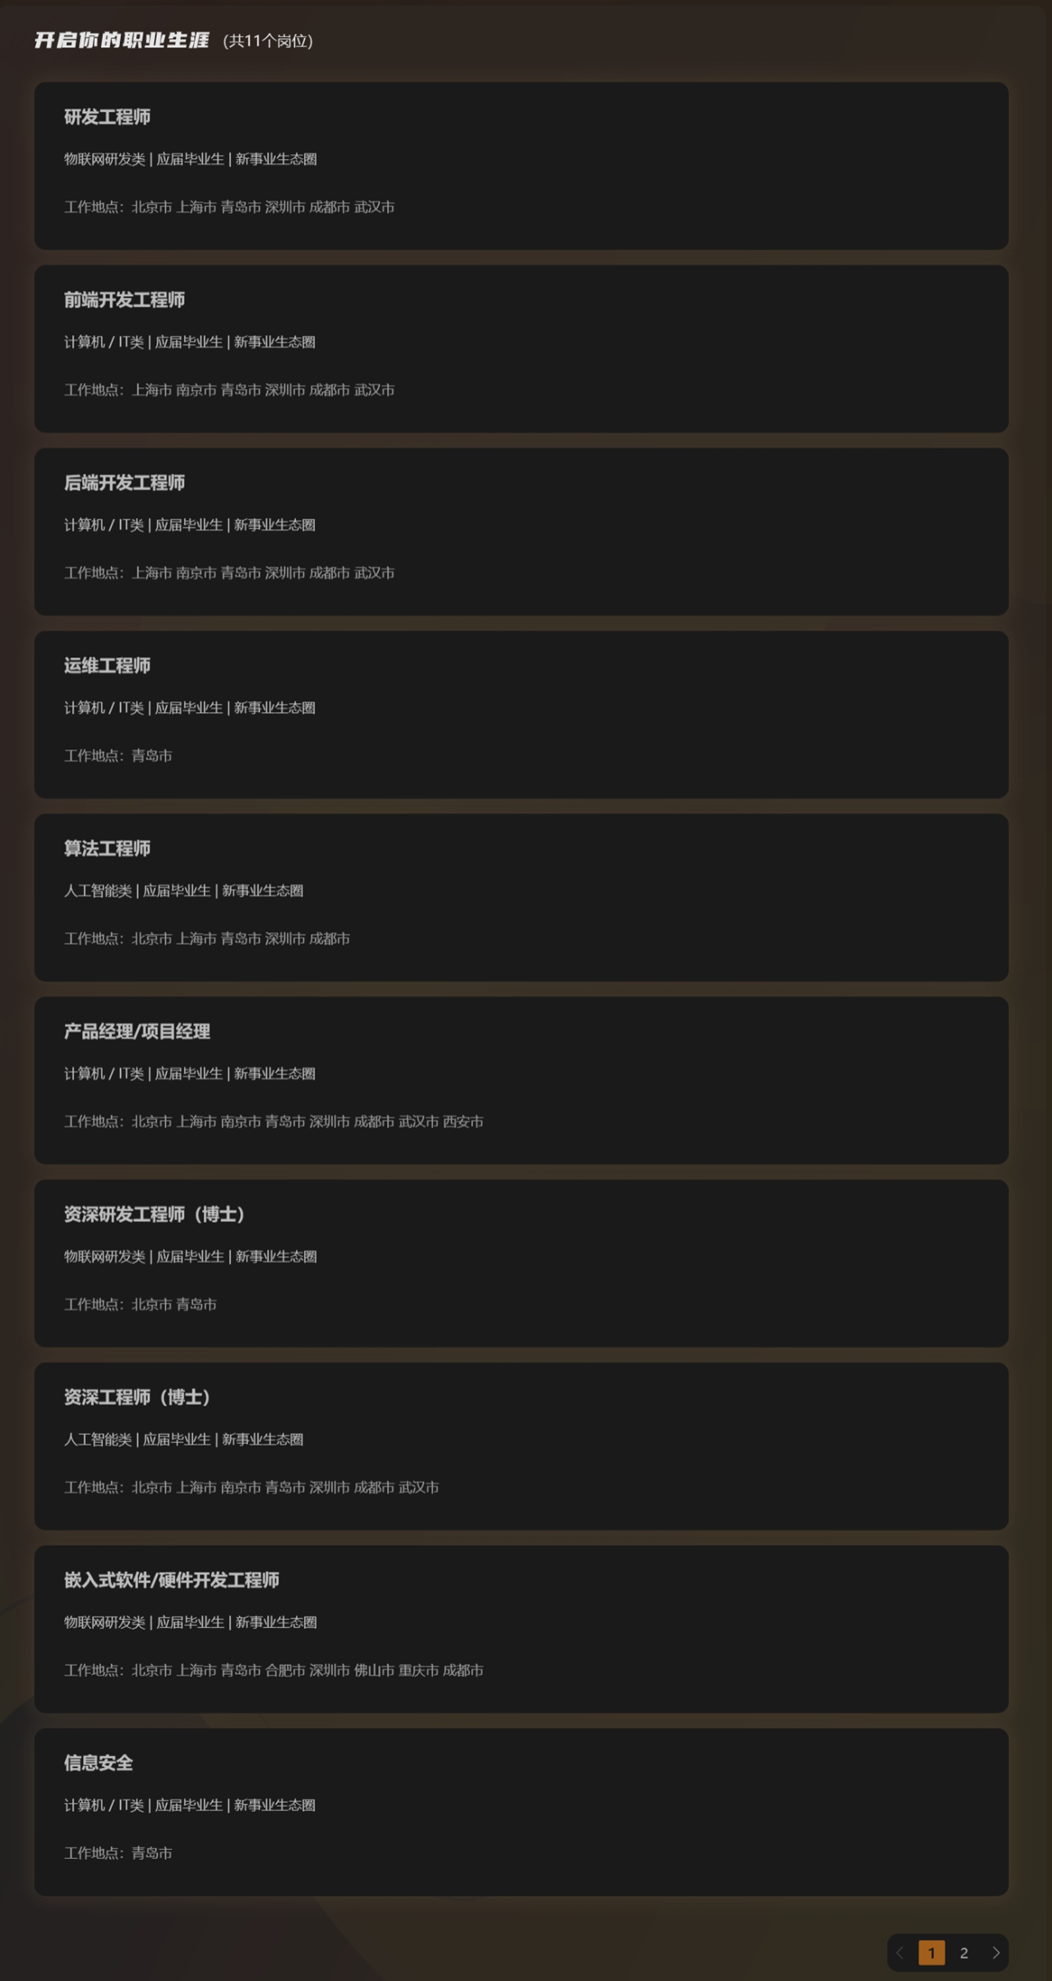 开启你的职业生涯 (共11个岗位)
研发工程师
物联网研发类 | 应届毕业生 | 新事业生态圈
工作地点：北京市 上海市 青岛市 深圳市 成都市 武汉市
前端开发工程师
计算机 / IT类 | 应届毕业生 | 新事业生态圈
工作地点：上海市 南京市 青岛市 深圳市 成都市 武汉市
后端开发工程师
计算机 / IT类 | 应届毕业生 | 新事业生态圈
工作地点：上海市 南京市 青岛市 深圳市 成都市 武汉市
运维工程师
计算机 / IT类 | 应届毕业生 | 新事业生态圈
工作地点：青岛市
算法工程师
人工智能类 | 应届毕业生 | 新事业生态圈
工作地点：北京市 上海市 青岛市 深圳市 成都市
产品经理/项目经理
计算机 / IT类 | 应届毕业生 | 新事业生态圈
工作地点：北京市 上海市 南京市 青岛市 深圳市 成都市 武汉市 西安市
资深研发工程师（博士）
物联网研发类 | 应届毕业生 | 新事业生态圈
工作地点：北京市 青岛市
资深工程师（博士）
人工智能类 | 应届毕业生 | 新事业生态圈
工作地点：北京市 上海市 南京市 青岛市 深圳市 成都市 武汉市
嵌入式软件/硬件开发工程师
物联网研发类 | 应届毕业生 | 新事业生态圈
工作地点：北京市 上海市 青岛市 合肥市 深圳市 佛山市 重庆市 成都市
信息安全
计算机 / IT类 | 应届毕业生 | 新事业生态圈
工作地点：青岛市
1 2